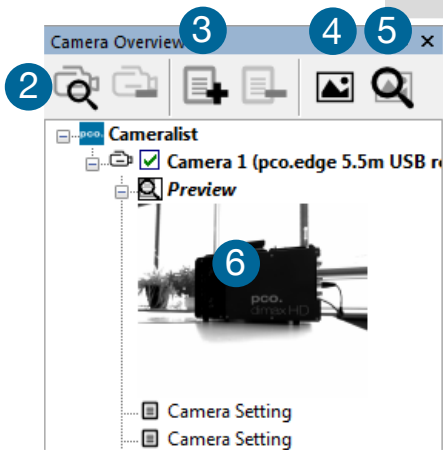 3
4
5
Camera Overview
2
pco. Cameralist
Camera 1 (pco.edge 5.5m USB r
Preview
6
pco.
dimax HD
Camera Setting
Camera Setting